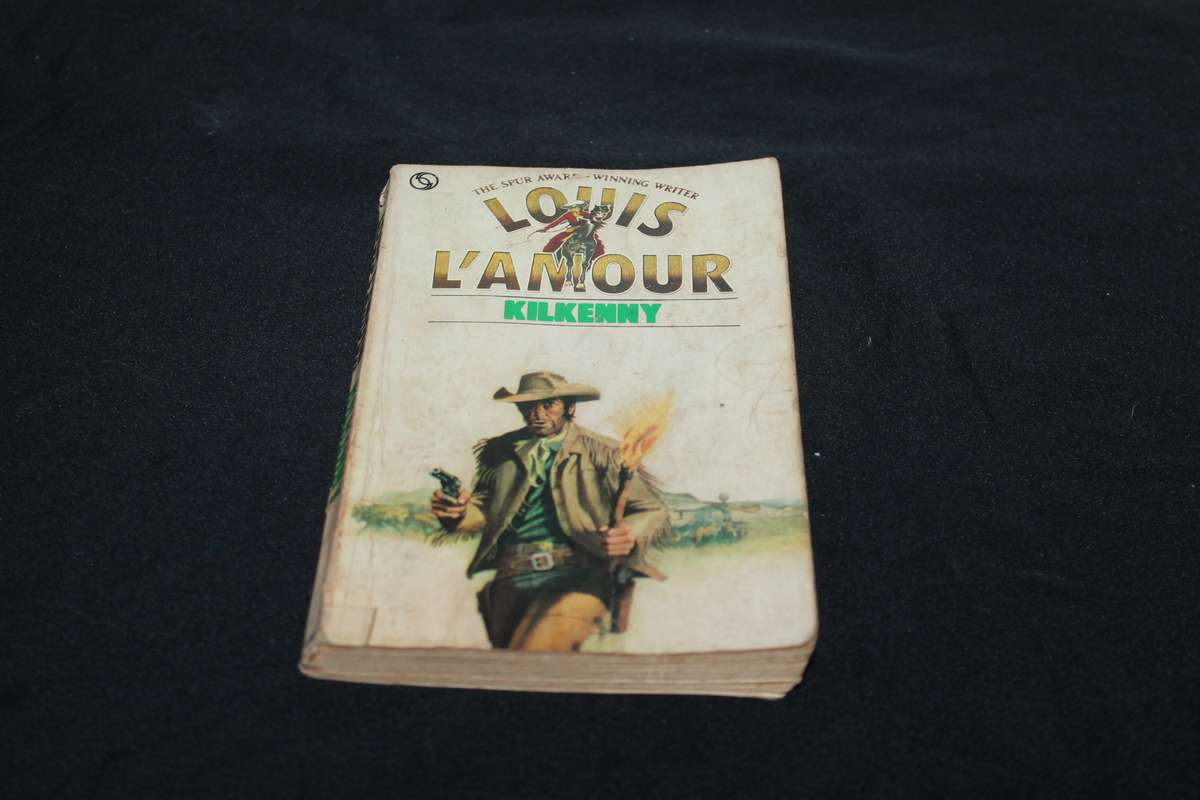 THE SPUR AWARD-WINNING WRITER
LOUIS
L'AMOUR
KILKENNY